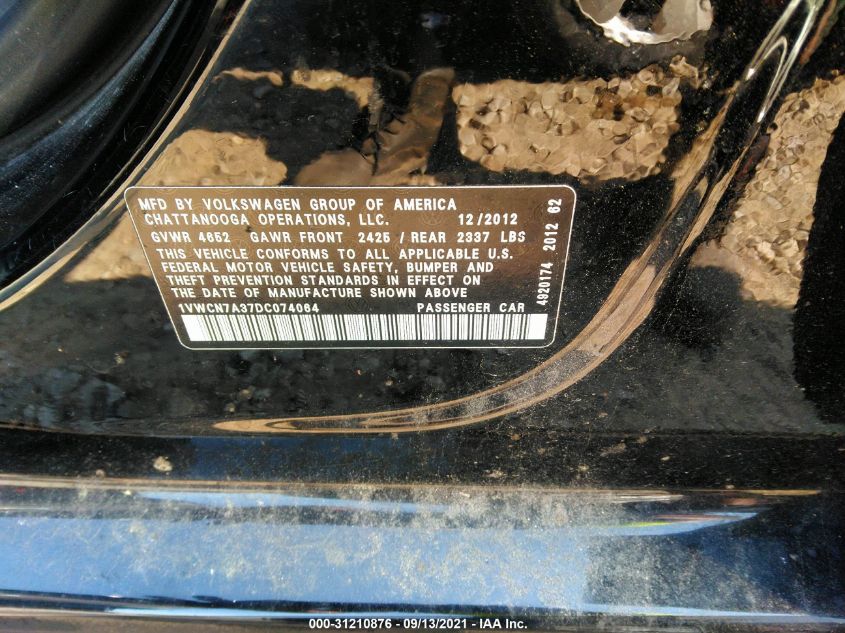 MFD BY VOLKSWAGEN GROUP OF AMERICA
CHATTANOOGA OPERATIONS, LLC. 12/2012
GVWR 4652 GAWR FRONT 2425 / REAR 2337 LBS
THIS VEHICLE CONFORMS TO ALL APPLICABLE U.S.
FEDERAL MOTOR VEHICLE SAFETY, BUMPER AND
THEFT PREVENTION STANDARDS IN EFFECT ON
THE DATE OF MANUFACTURE SHOWN ABOVE
1VWCN7A37DC074064 PASSENGER CAR
4920174 2012 62
000-31210876 - 09/13/2021 - IAA Inc.